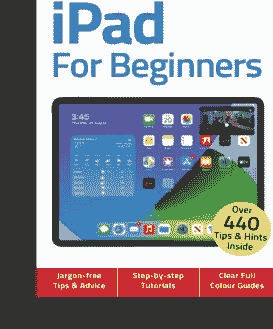 iPad
For Beginners
3:45
Over
440
Tips & Hints
Inside
Jargon-free
Tips & Advice
Step-by-step
Tutorials
Clear Full
Colour Guides